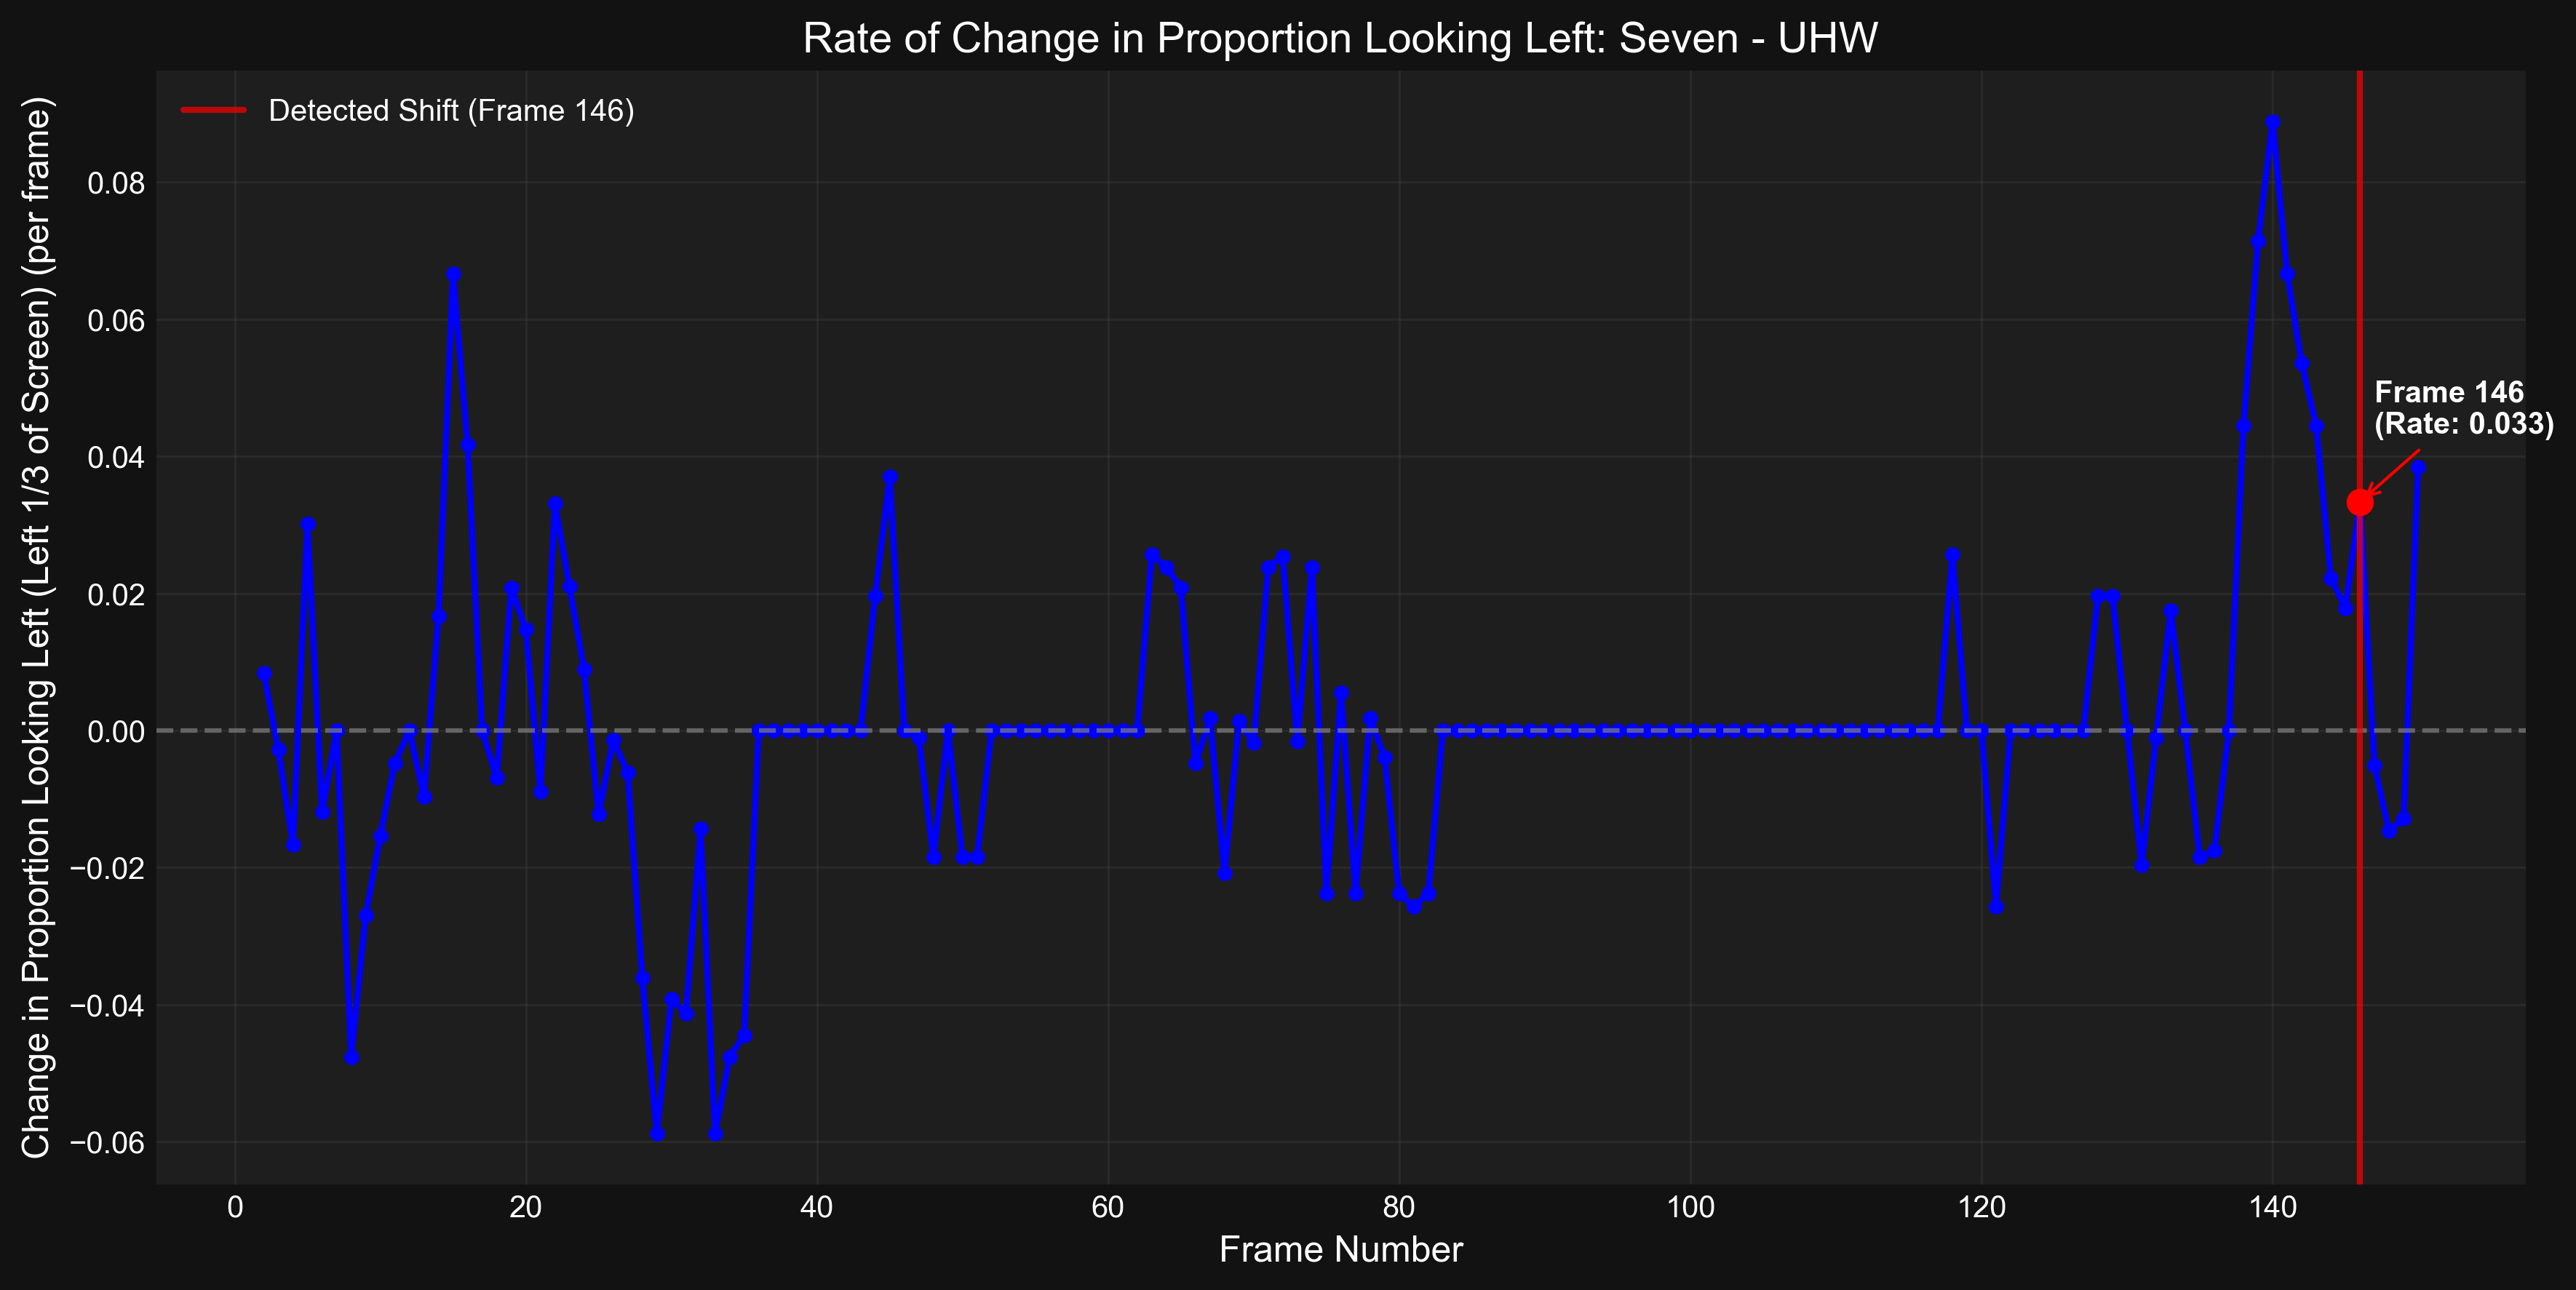 Rate of Change in Proportion Looking Left: Seven - UHW
Detected Shift (Frame 146)
Change in Proportion Looking Left (Left 1/3 of Screen) (per frame)
0.08
0.06
0.04
0.02
0.00
−0.02
−0.04
−0.06
Frame 146
(Rate: 0.033)
0 20 40 60 80 100 120 140
Frame Number